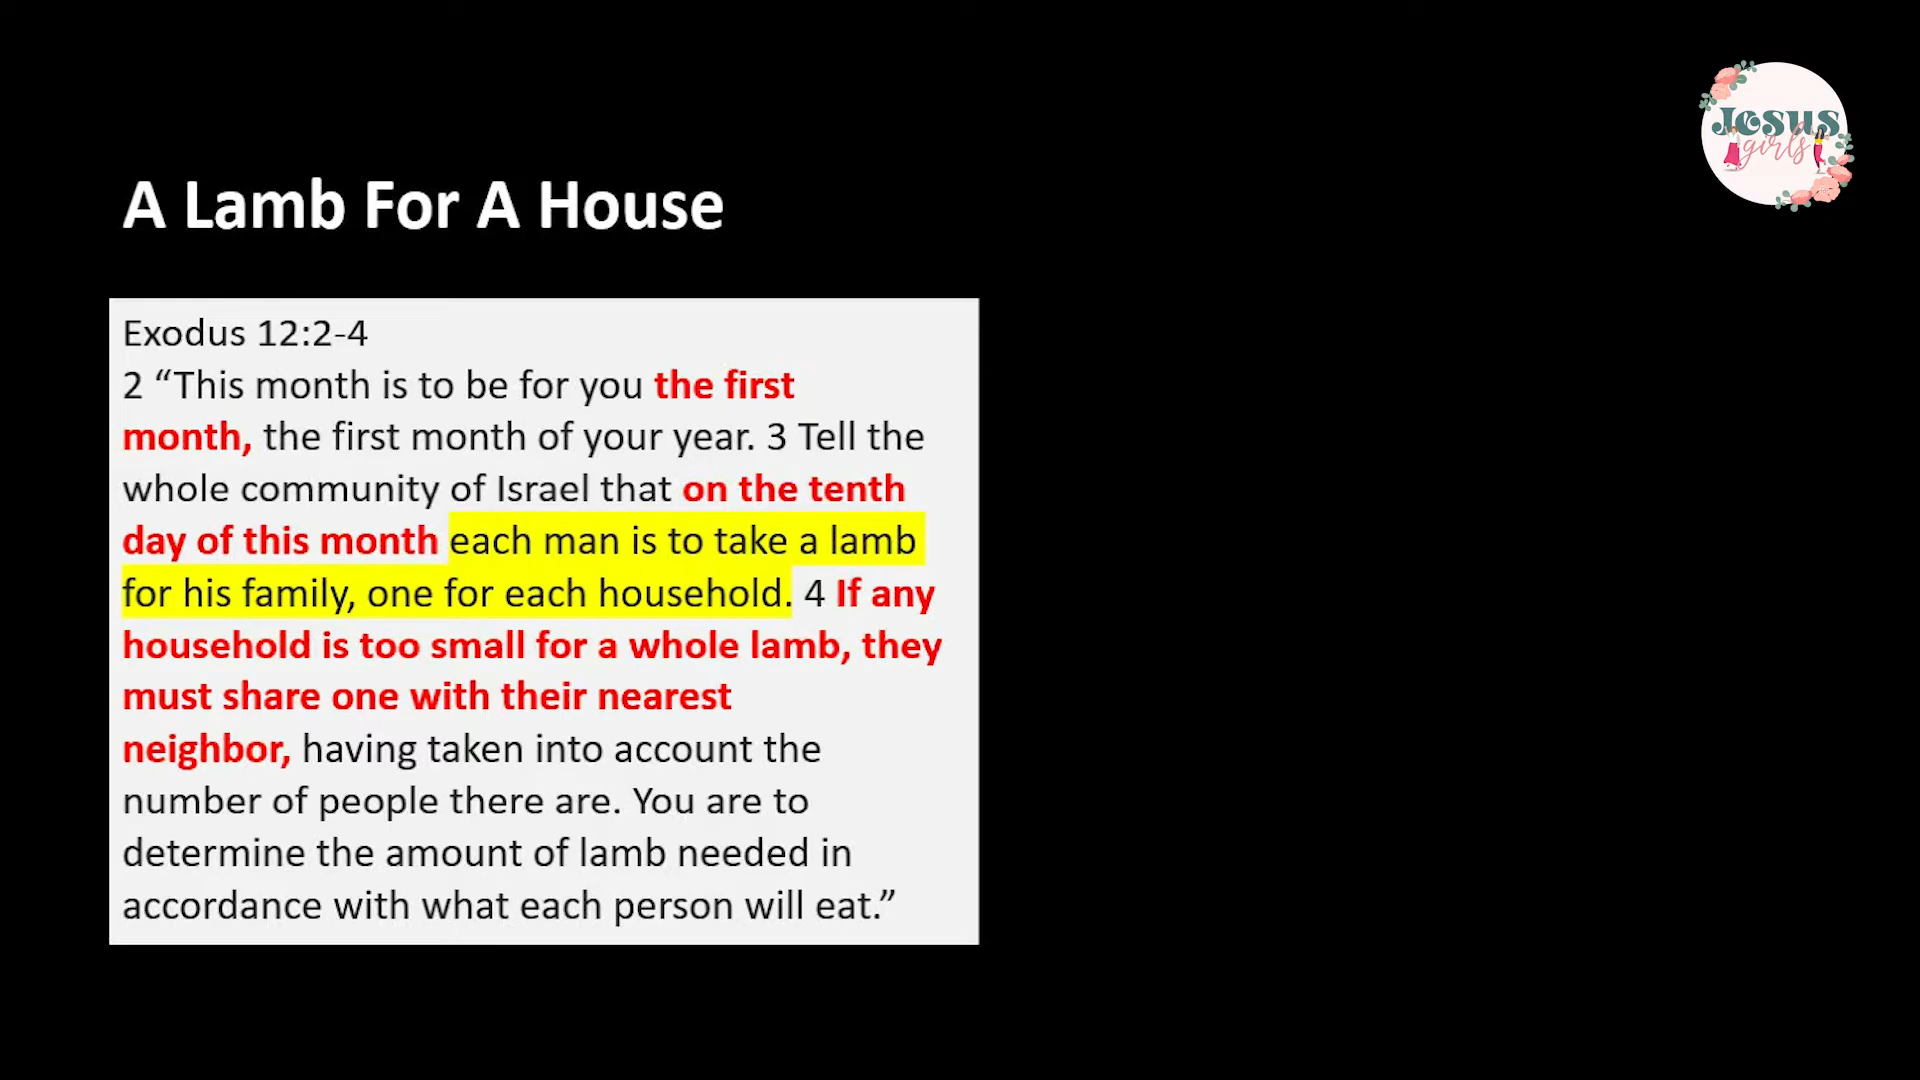 Jesus
girls
A Lamb For A House
Exodus 12:2-4
2 “This month is to be for you the first
month, the first month of your year. 3 Tell the
whole community of Israel that on the tenth
day of this month each man is to take a lamb
for his family, one for each household. 4 If any
household is too small for a whole lamb, they
must share one with their nearest
neighbor, having taken into account the
number of people there are. You are to
determine the amount of lamb needed in
accordance with what each person will eat.”